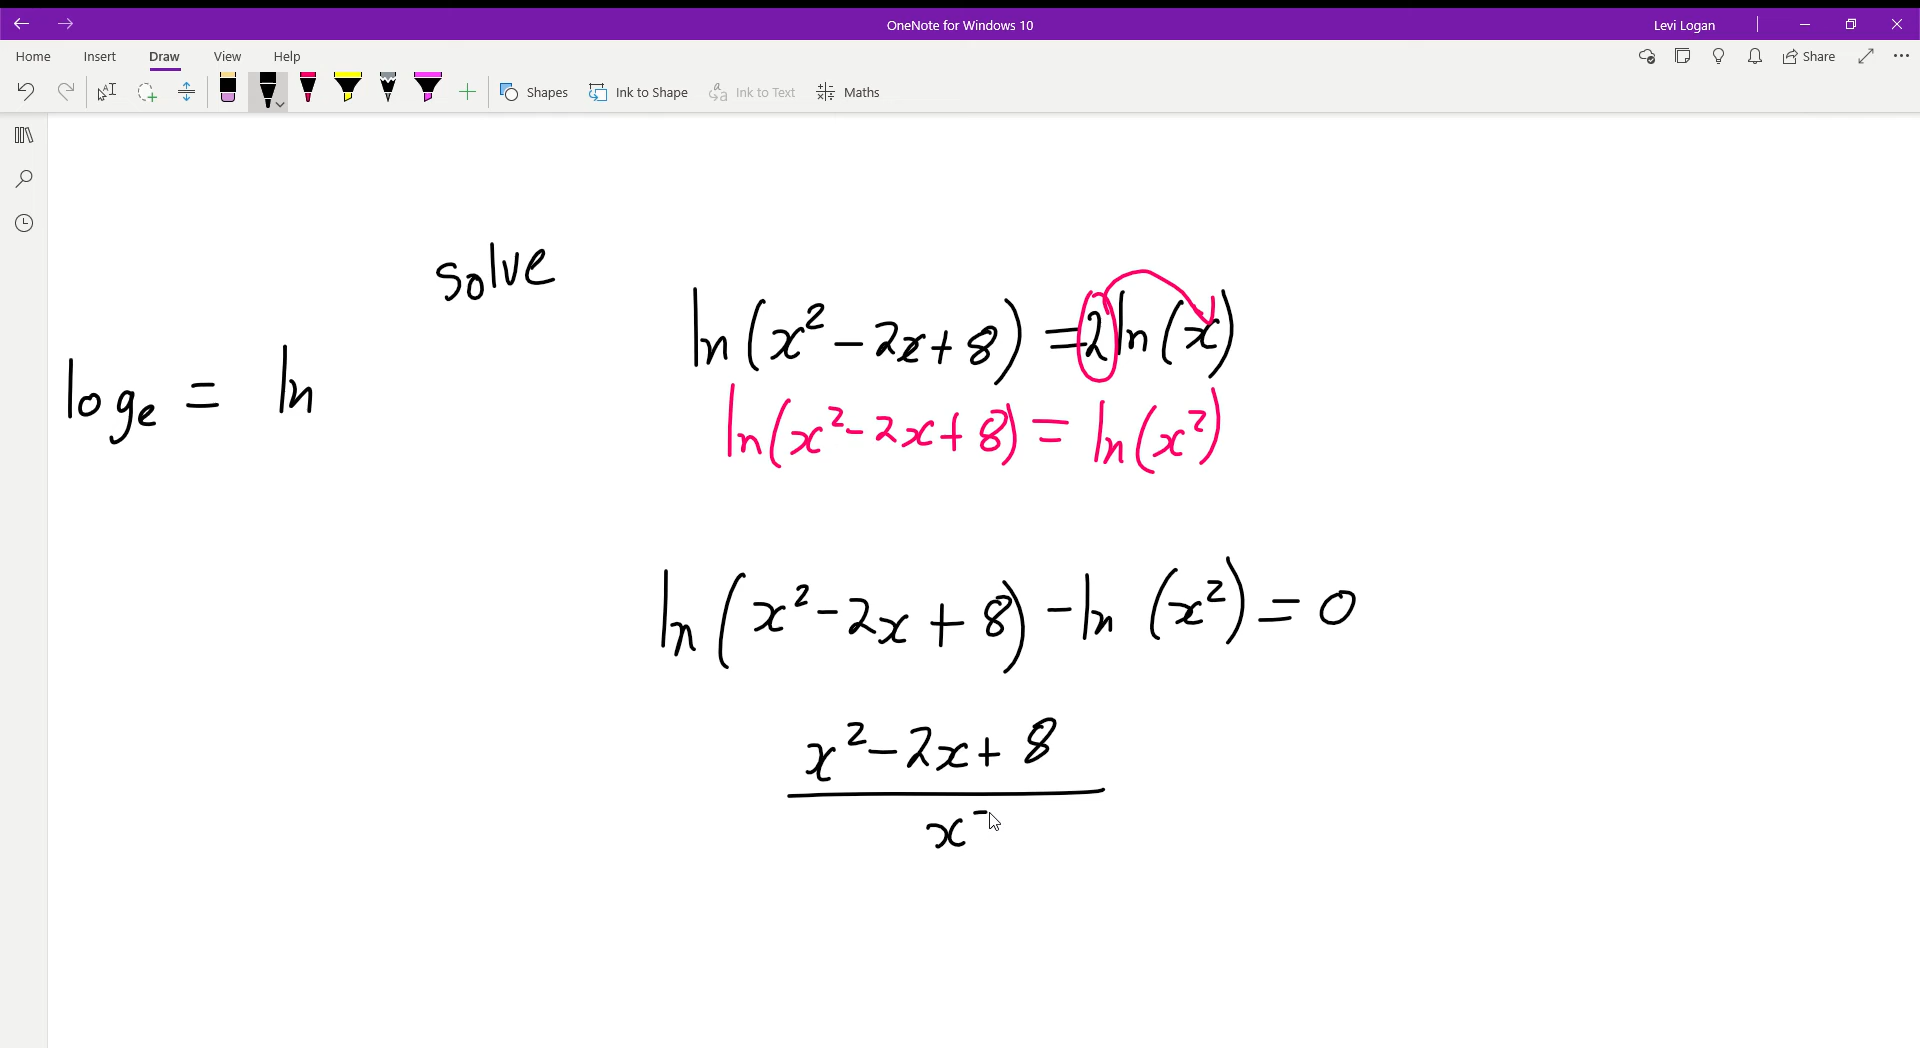 OneNote for Windows 10
Levi Logan
Home Insert Draw View Help
Share
Shapes Ink to Shape Ink to Text Maths
solve
ln(x² - 2x + 8) = 2ln(x)
logₑ = ln
ln(x² - 2x + 8) = ln(x²)
ln(x² - 2x + 8) - ln(x²) = 0
x² - 2x + 8
x